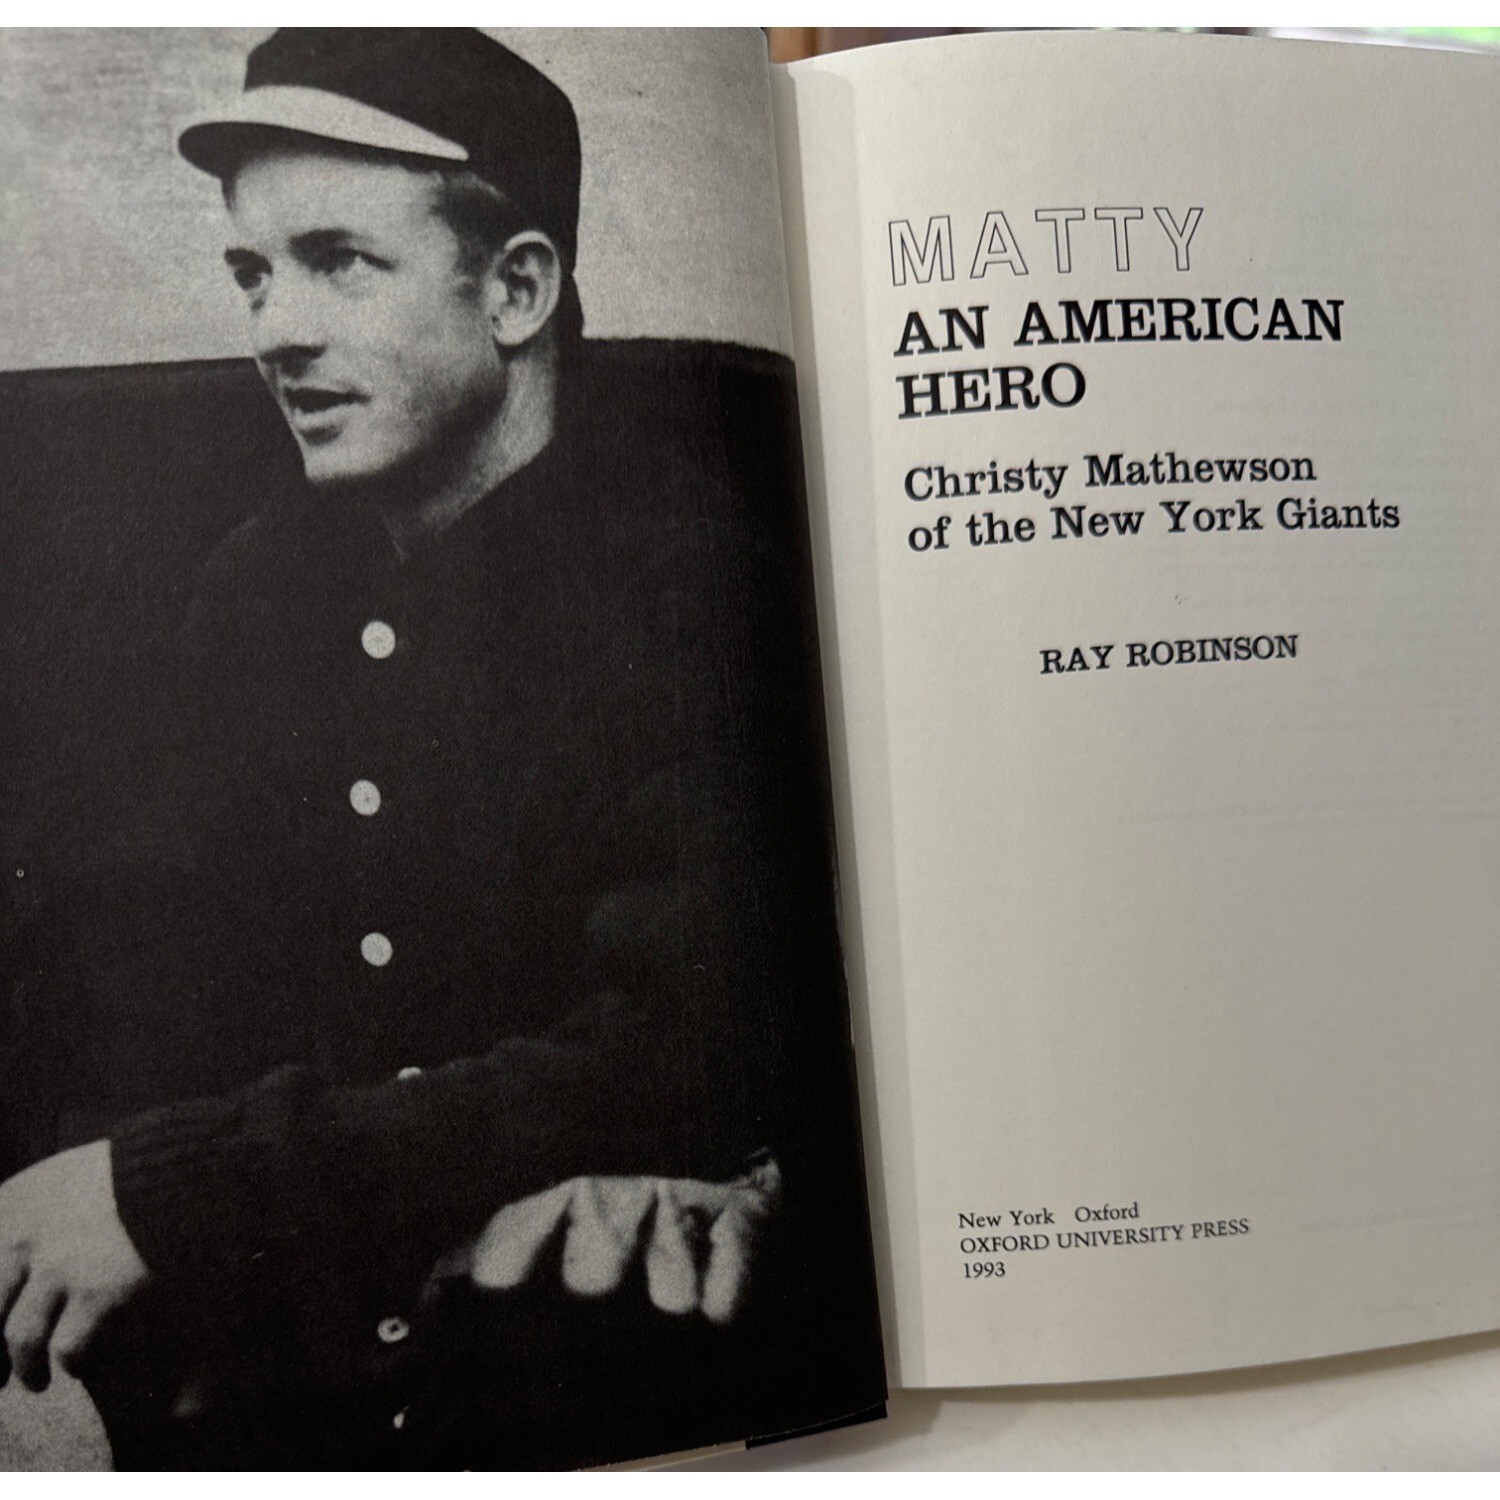 MATTY
AN AMERICAN
HERO
Christy Mathewson
of the New York Giants
RAY ROBINSON
New York Oxford
OXFORD UNIVERSITY PRESS
1993